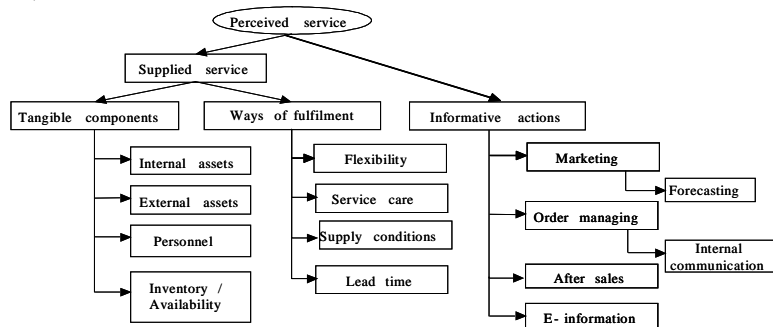 Perceived service
Supplied service
Tangible components
Ways of fulfilment
Informative actions
Internal assets
External assets
Personnel
Inventory /
Availability
Flexibility
Service care
Supply conditions
Lead time
Marketing
Forecasting
Order managing
Internal
communication
After sales
E- information